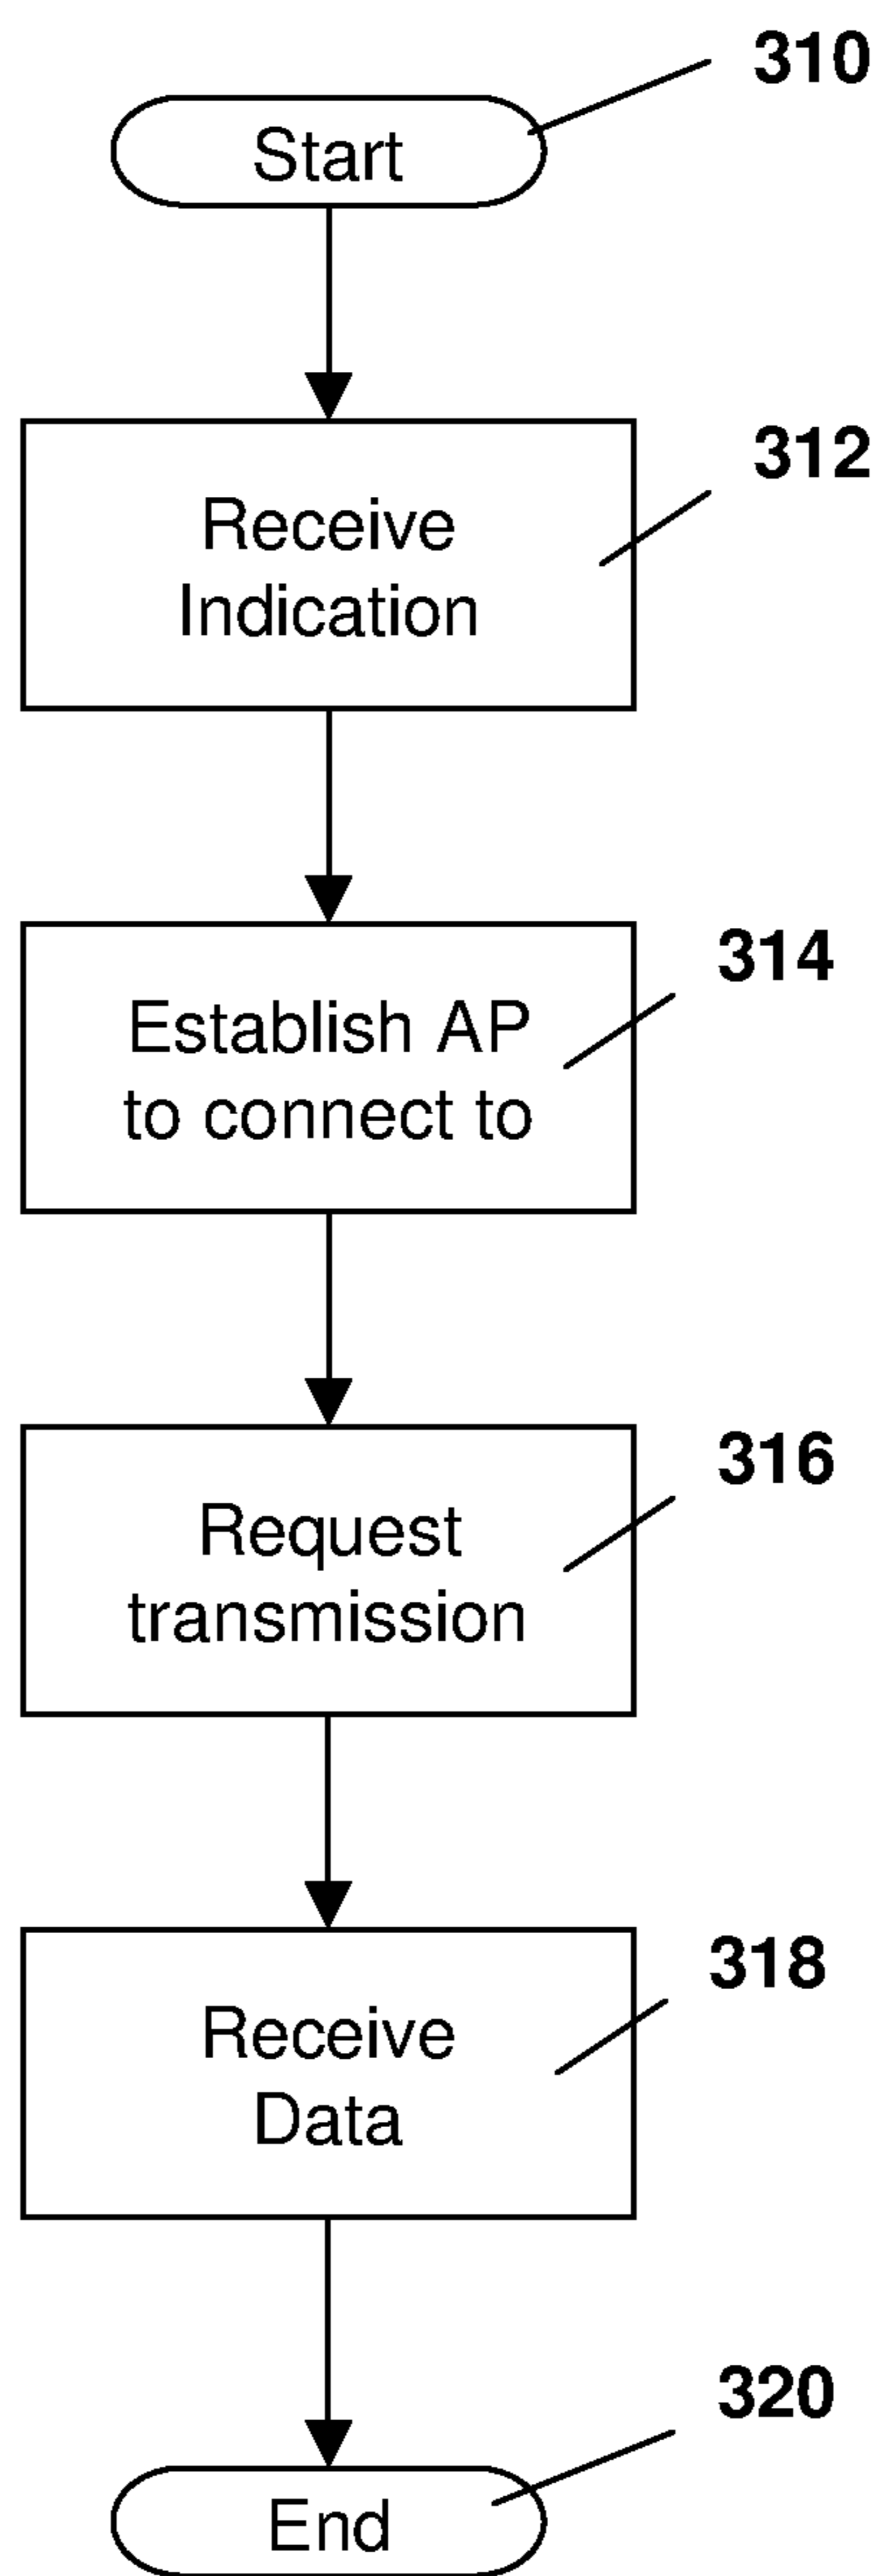 310
Start
312
Receive
Indication
314
Establish AP
to connect to
316
Request
transmission
318
Receive
Data
320
End